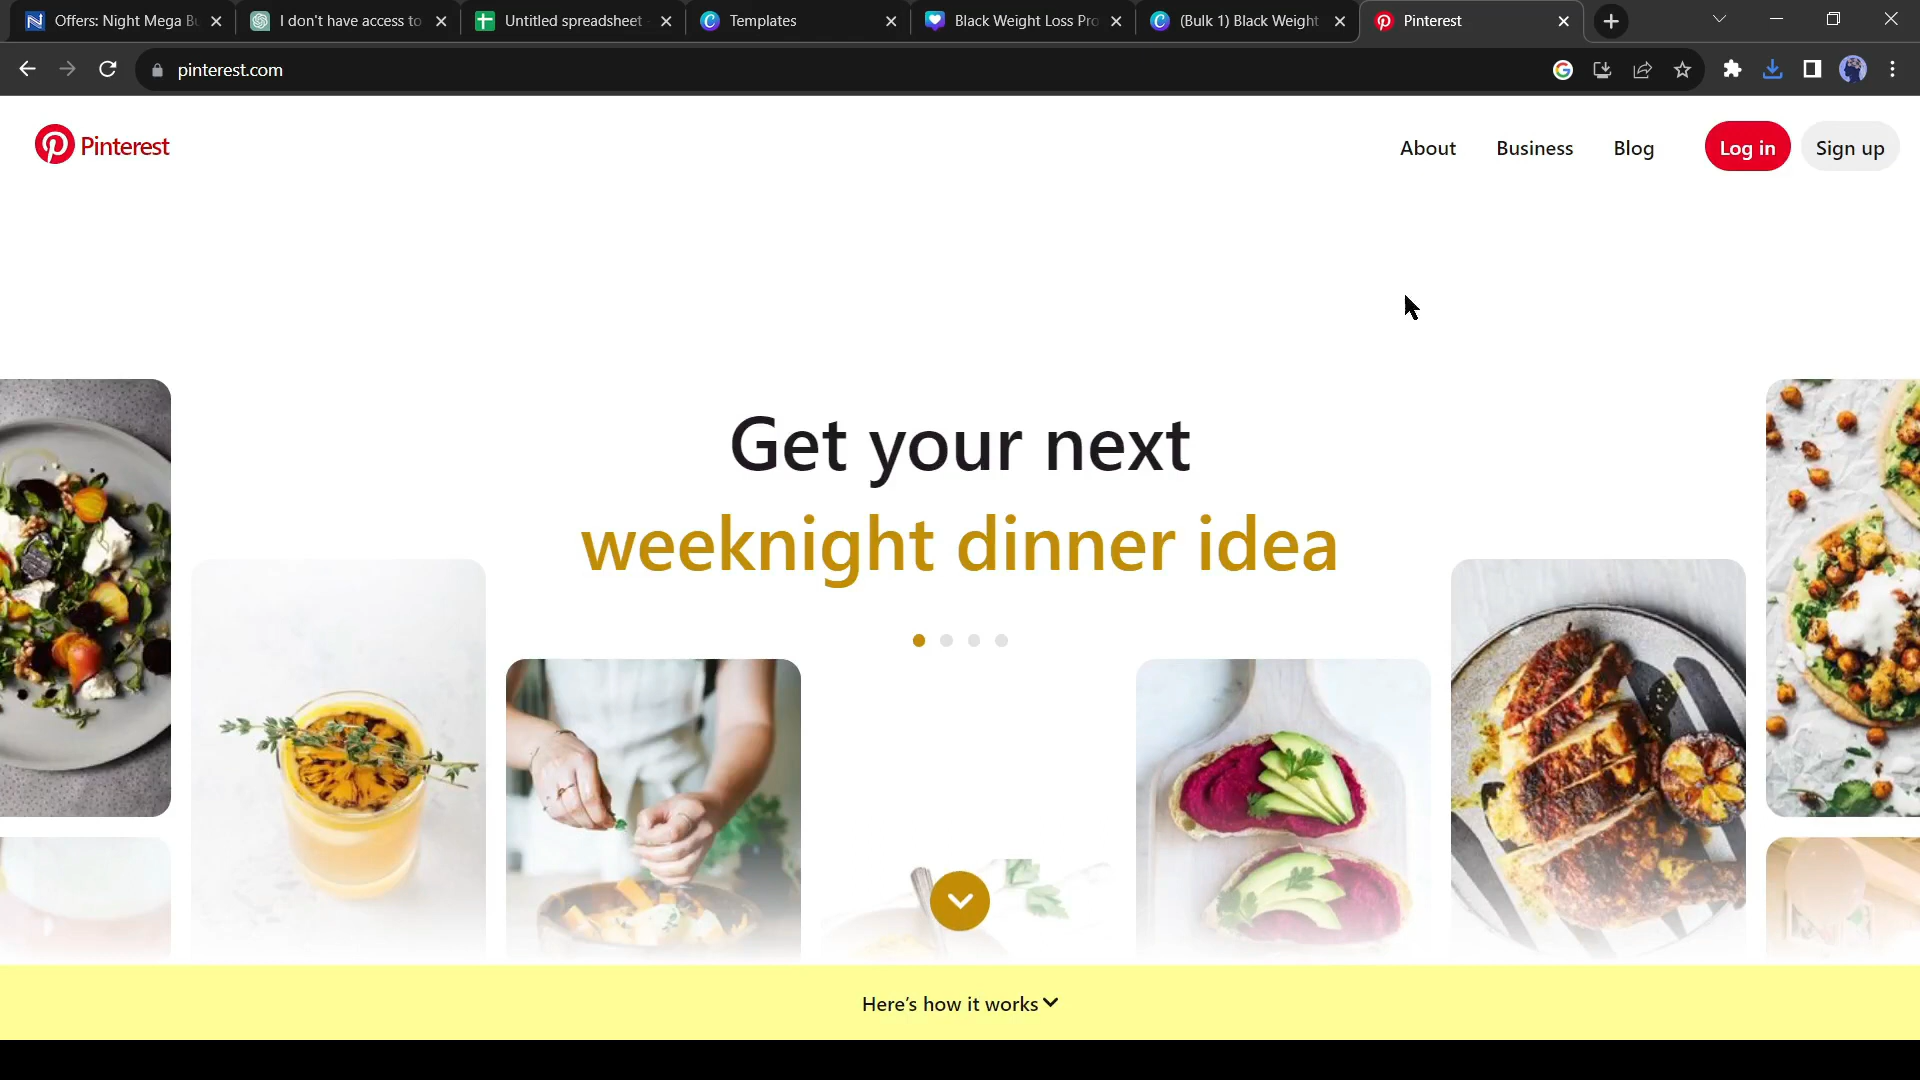 Offers: Night Mega Bu
I don't have access to
Untitled spreadsheet -
Templates
Black Weight Loss Pro
(Bulk 1) Black Weight
Pinterest
pinterest.com
Pinterest
About
Business
Blog
Log in
Sign up
Get your next
weeknight dinner idea
Here's how it works